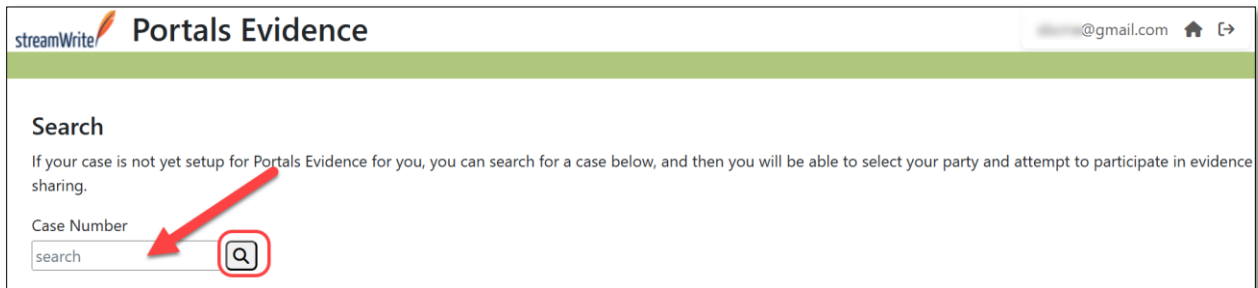 streamWrite Portals Evidence
@gmail.com
Search
If your case is not yet setup for Portals Evidence for you, you can search for a case below, and then you will be able to select your party and attempt to participate in evidence
sharing.
Case Number
search